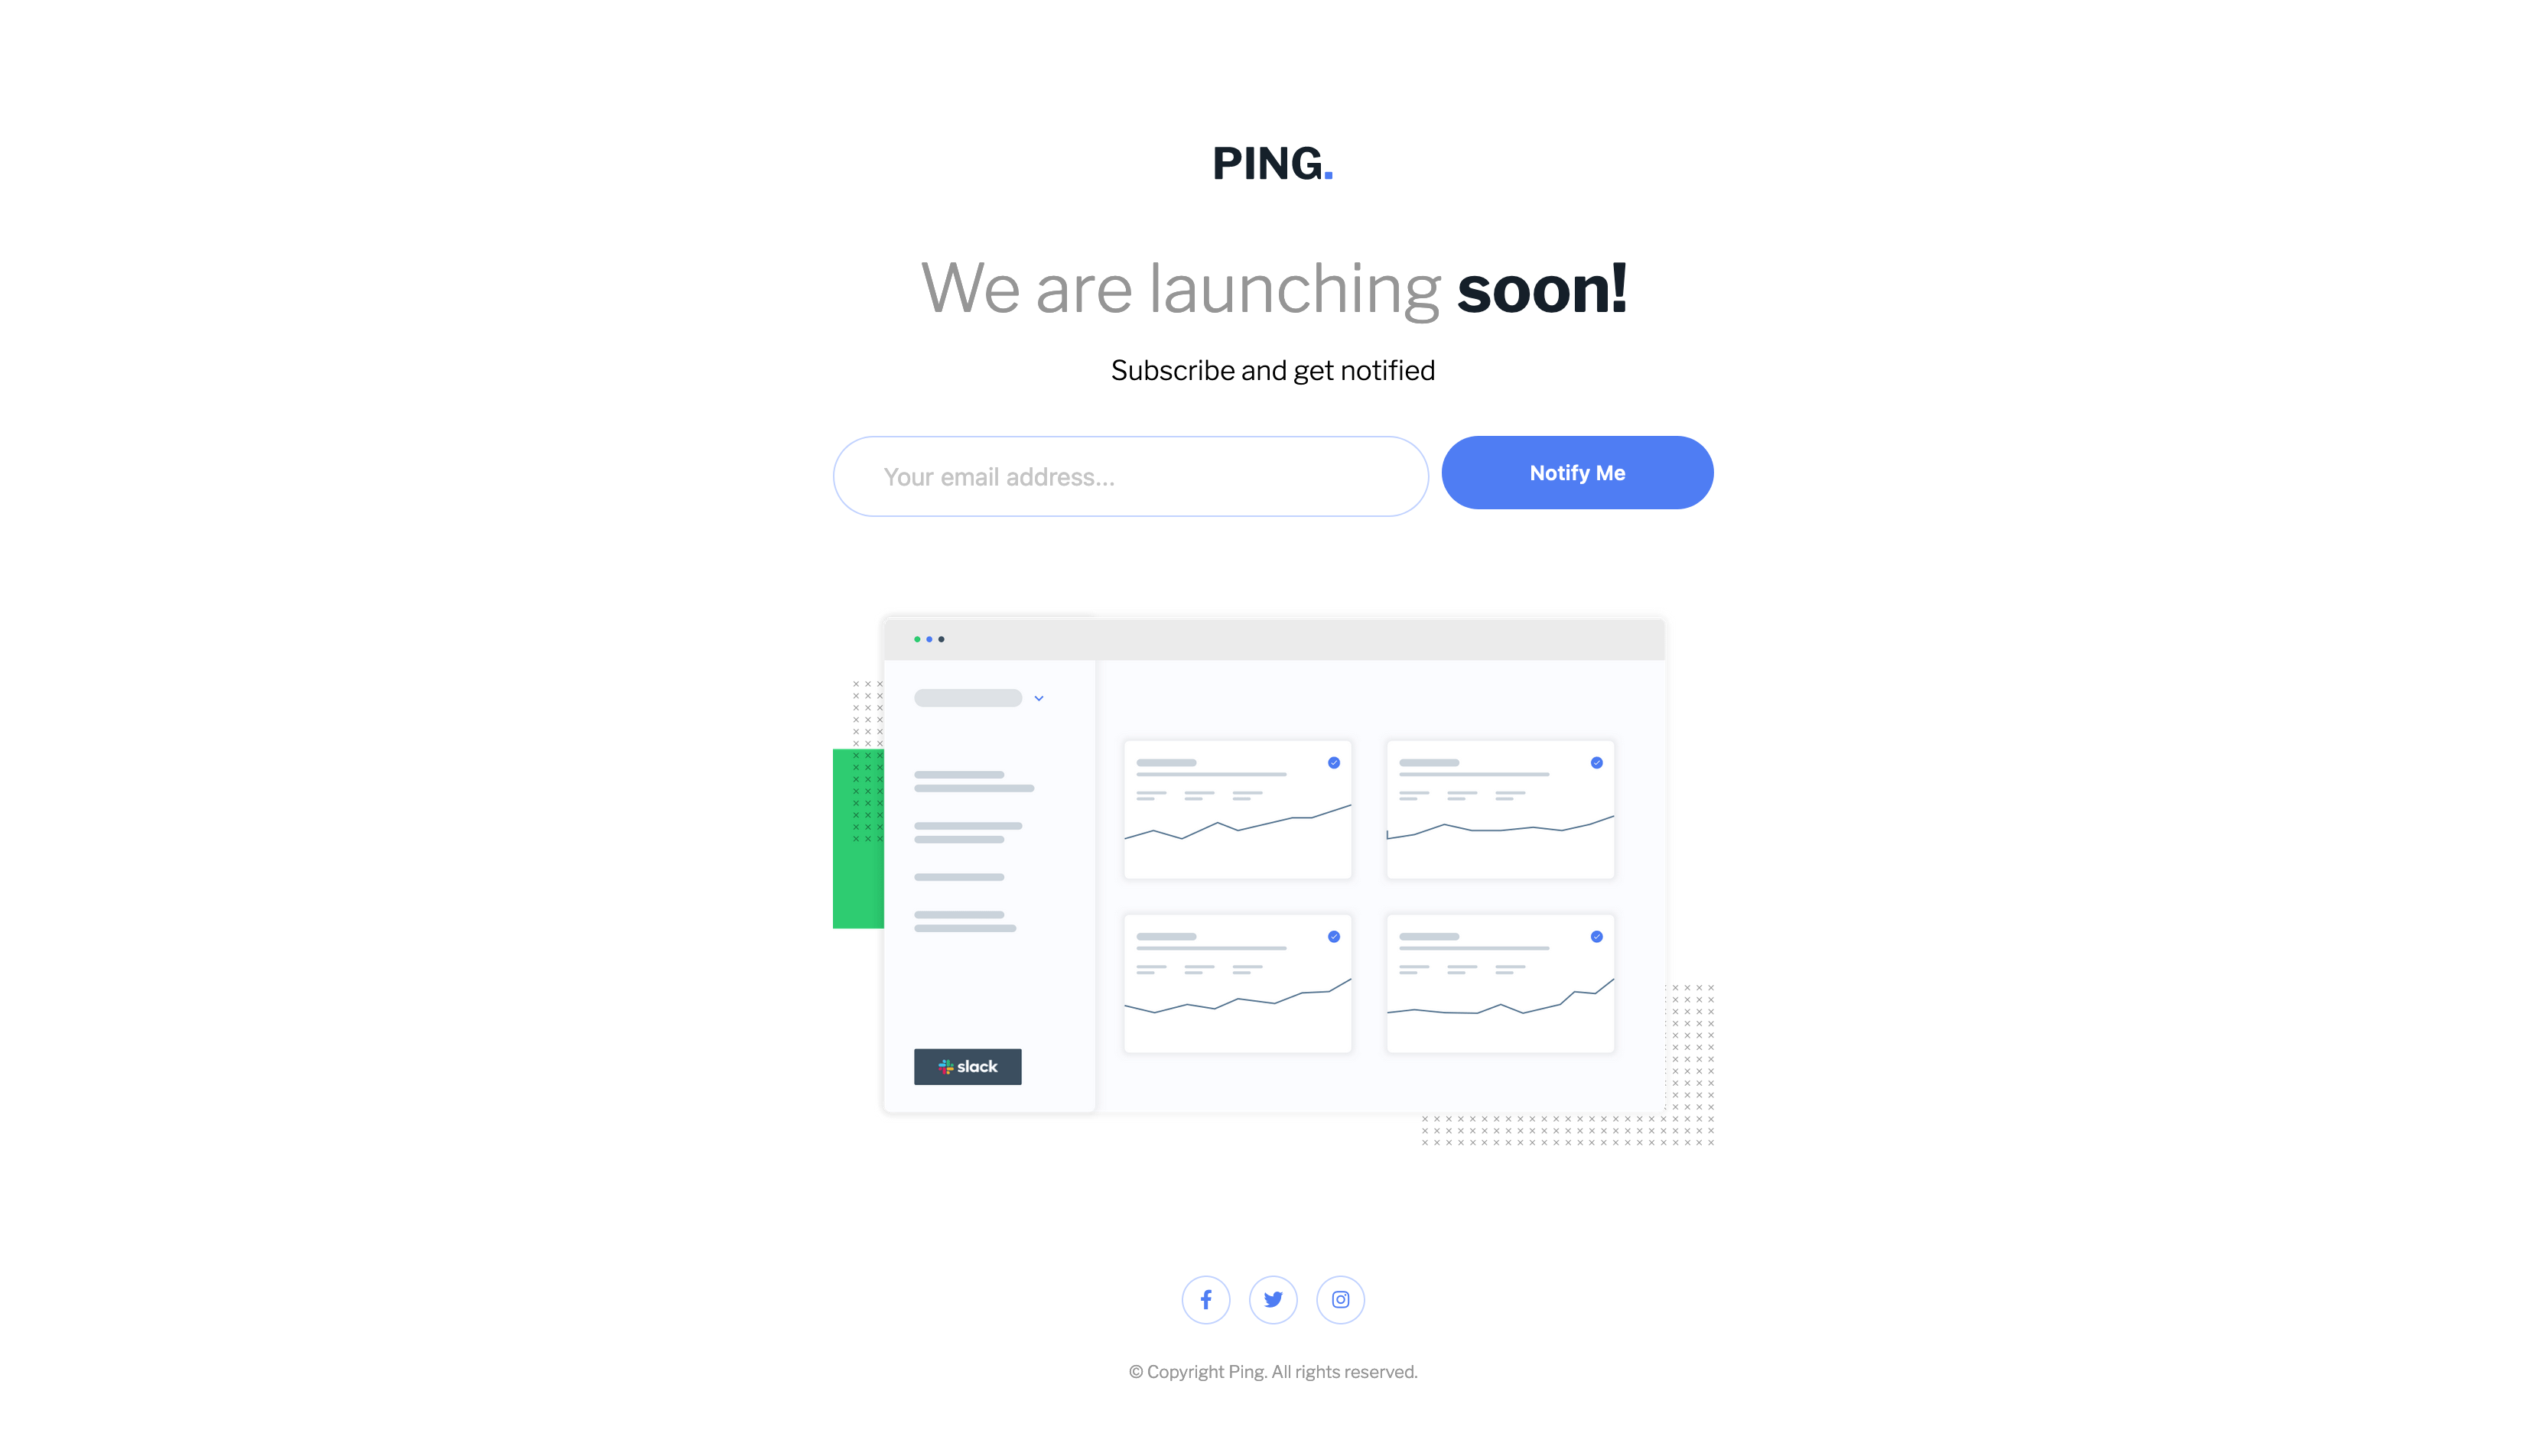 PING.
We are launching soon!
Subscribe and get notified
Your email address...
Notify Me
slack
© Copyright Ping. All rights reserved.